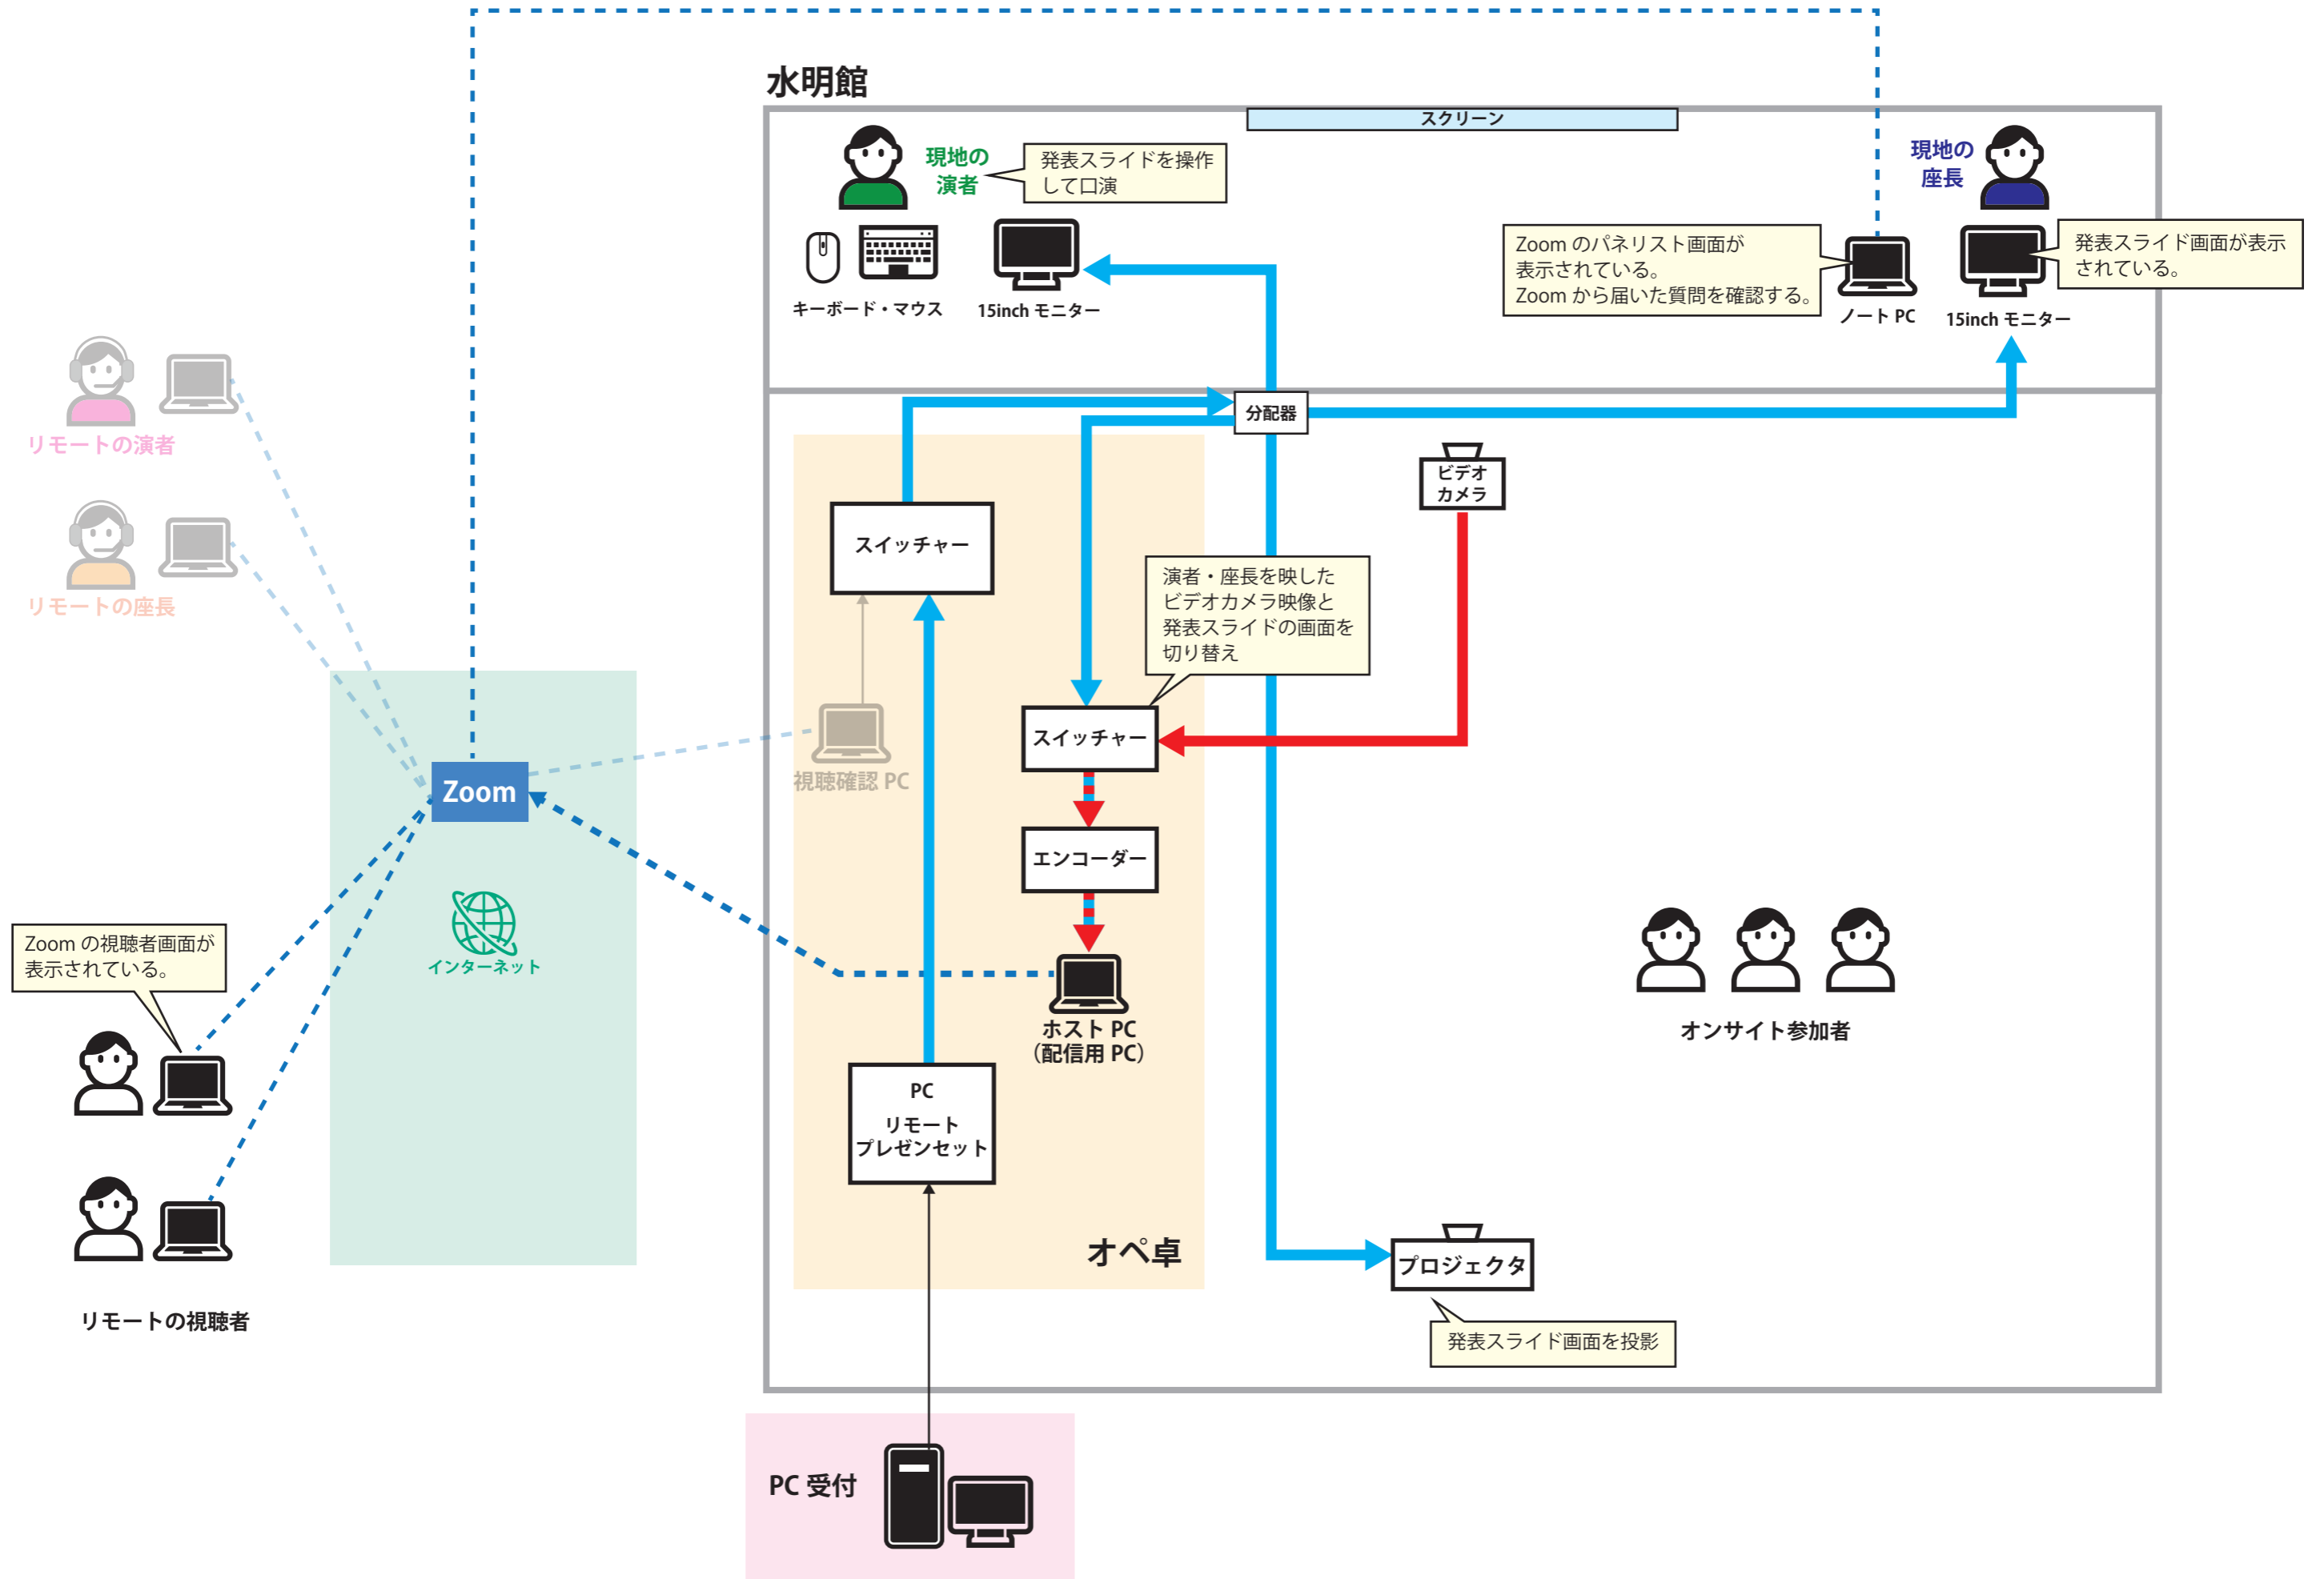 水明館
スクリーン
現地の
演者
発表スライドを操作
して口演
キーボード・マウス
15inch モニター
Zoom のパネリスト画面が
表示されている。
Zoom から届いた質問を確認する。
現地の
座長
発表スライド画面が表示
されている。
ノート PC
15inch モニター
リモートの演者
リモートの座長
分配器
ビデオ
カメラ
スイッチャー
演者・座長を映した
ビデオカメラ映像と
発表スライドの画面を
切り替え
スイッチャー
視聴確認 PC
Zoom
エンコーダー
インターネット
Zoom の視聴者画面が
表示されている。
ホスト PC
（配信用 PC）
オンサイト参加者
PC
リモート
プレゼンセット
オペ卓
プロジェクタ
発表スライド画面を投影
リモートの視聴者
PC 受付